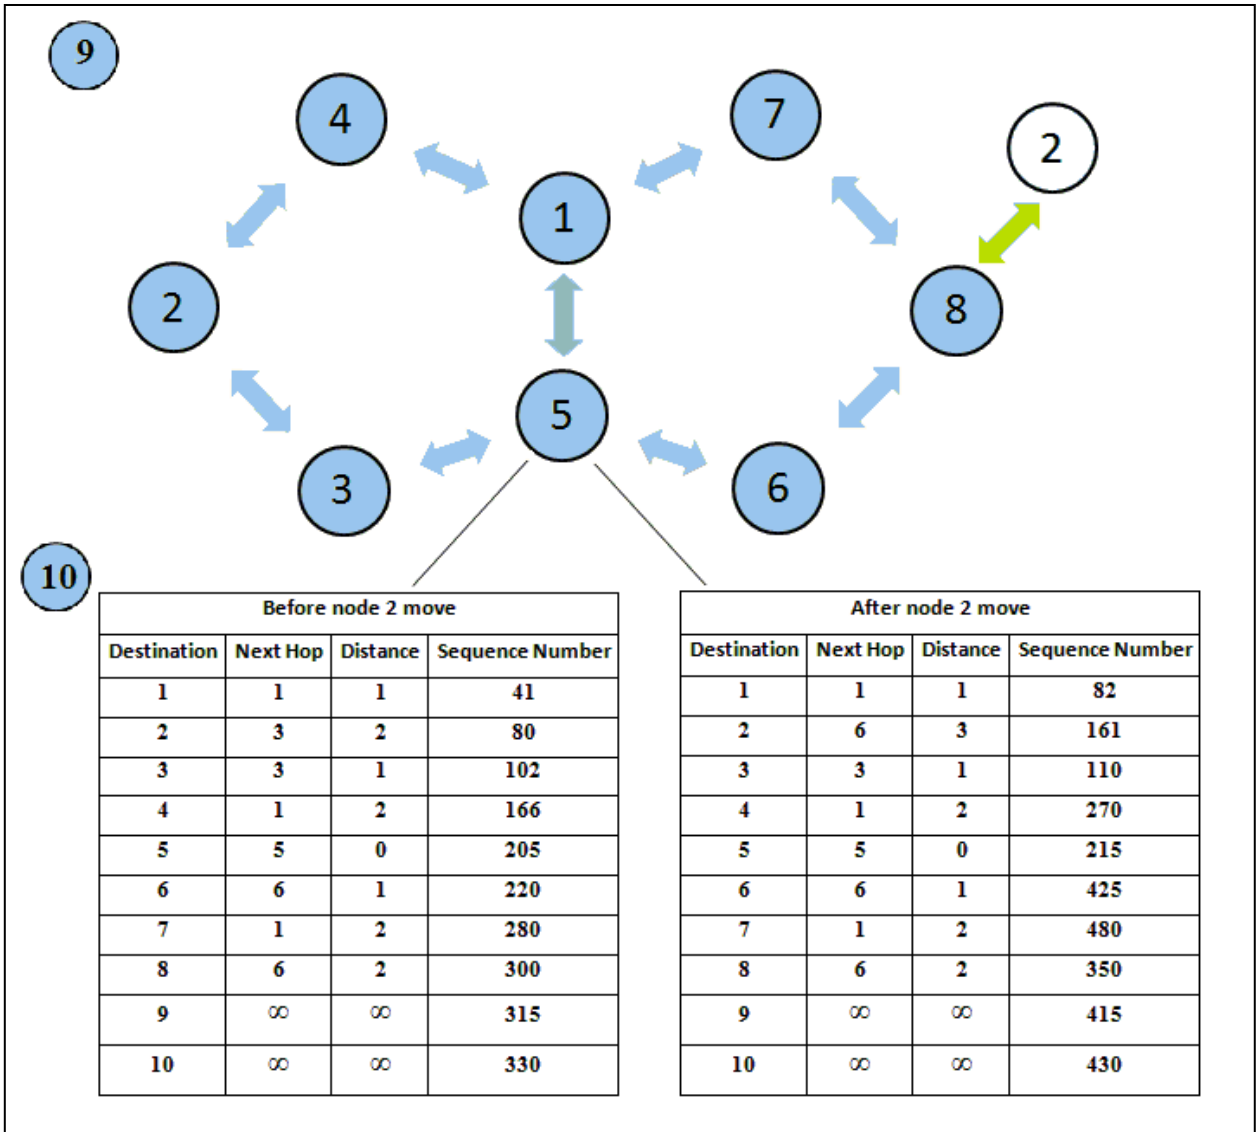 9
4
7
2
1
2
8
5
3
6
10
Before node 2 move
Destination Next Hop Distance Sequence Number
1 1 1 41
2 3 2 80
3 3 1 102
4 1 2 166
5 5 0 205
6 6 1 220
7 1 2 280
8 6 2 300
9 ∞ ∞ 315
10 ∞ ∞ 330
After node 2 move
Destination Next Hop Distance Sequence Number
1 1 1 82
2 6 3 161
3 3 1 110
4 1 2 270
5 5 0 215
6 6 1 425
7 1 2 480
8 6 2 350
9 ∞ ∞ 415
10 ∞ ∞ 430